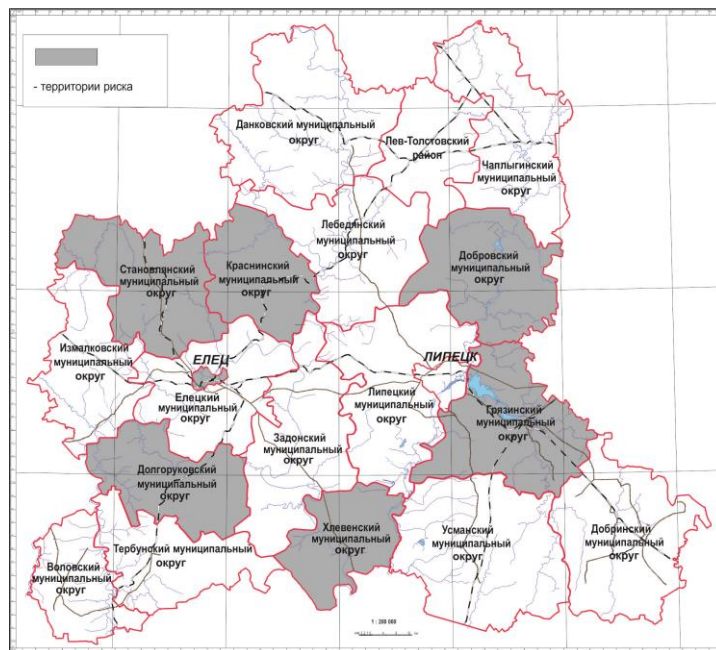 - территории риска
Данковский муниципальный
округ
Лев-Толстовский
район
Чаплыгинский
муниципальный
округ
Лебедянский
муниципальный
округ
Добровский
муниципальный
округ
Становлянский
муниципальный
округ
Краснинский
муниципальный
округ
Измалковский
муниципальный
округ
ЕЛЕЦ
ЛИПЕЦК
Елецкий
муниципальный
округ
Липецкий
муниципальный
округ
Грязинский
муниципальный
округ
Задонский
муниципальный
округ
Долгоруковский
муниципальный
округ
Хлевенский
муниципальный
округ
Усманский
муниципальный
округ
Добринский
муниципальный
округ
Тербунский муниципальный
округ
Воловский
муниципальный
округ